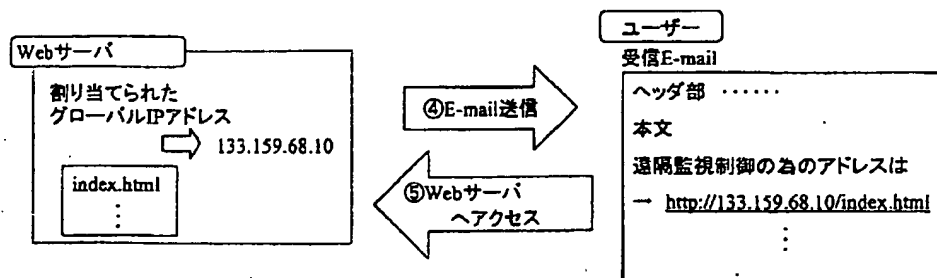 Webサーバ
割り当てられた
グローバルIPアドレス
133.159.68.10
index.html
⋮
④E-mail送信
⑤Webサーバ
へアクセス
ユーザー
受信E-mail
ヘッダ部 ······
本文
遠隔監視制御の為のアドレスは
→ http://133.159.68.10/index.html
⋮